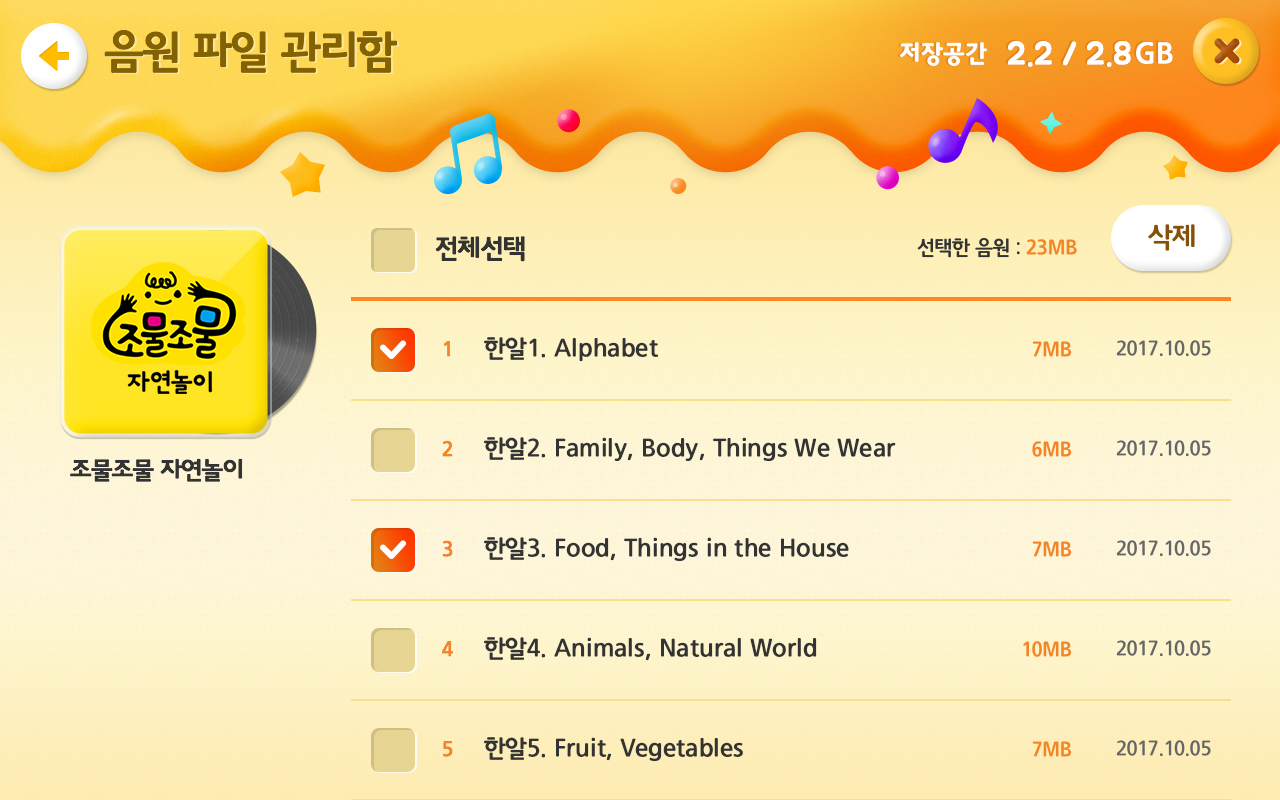 음원 파일 관리함
저장공간 2.2 / 2.8GB
전체선택
선택한 음원 : 23MB
삭제
조물조물
자연놀이
조물조물 자연놀이
1 한알1. Alphabet 7MB 2017.10.05
2 한알2. Family, Body, Things We Wear 6MB 2017.10.05
3 한알3. Food, Things in the House 7MB 2017.10.05
4 한알4. Animals, Natural World 10MB 2017.10.05
5 한알5. Fruit, Vegetables 7MB 2017.10.05